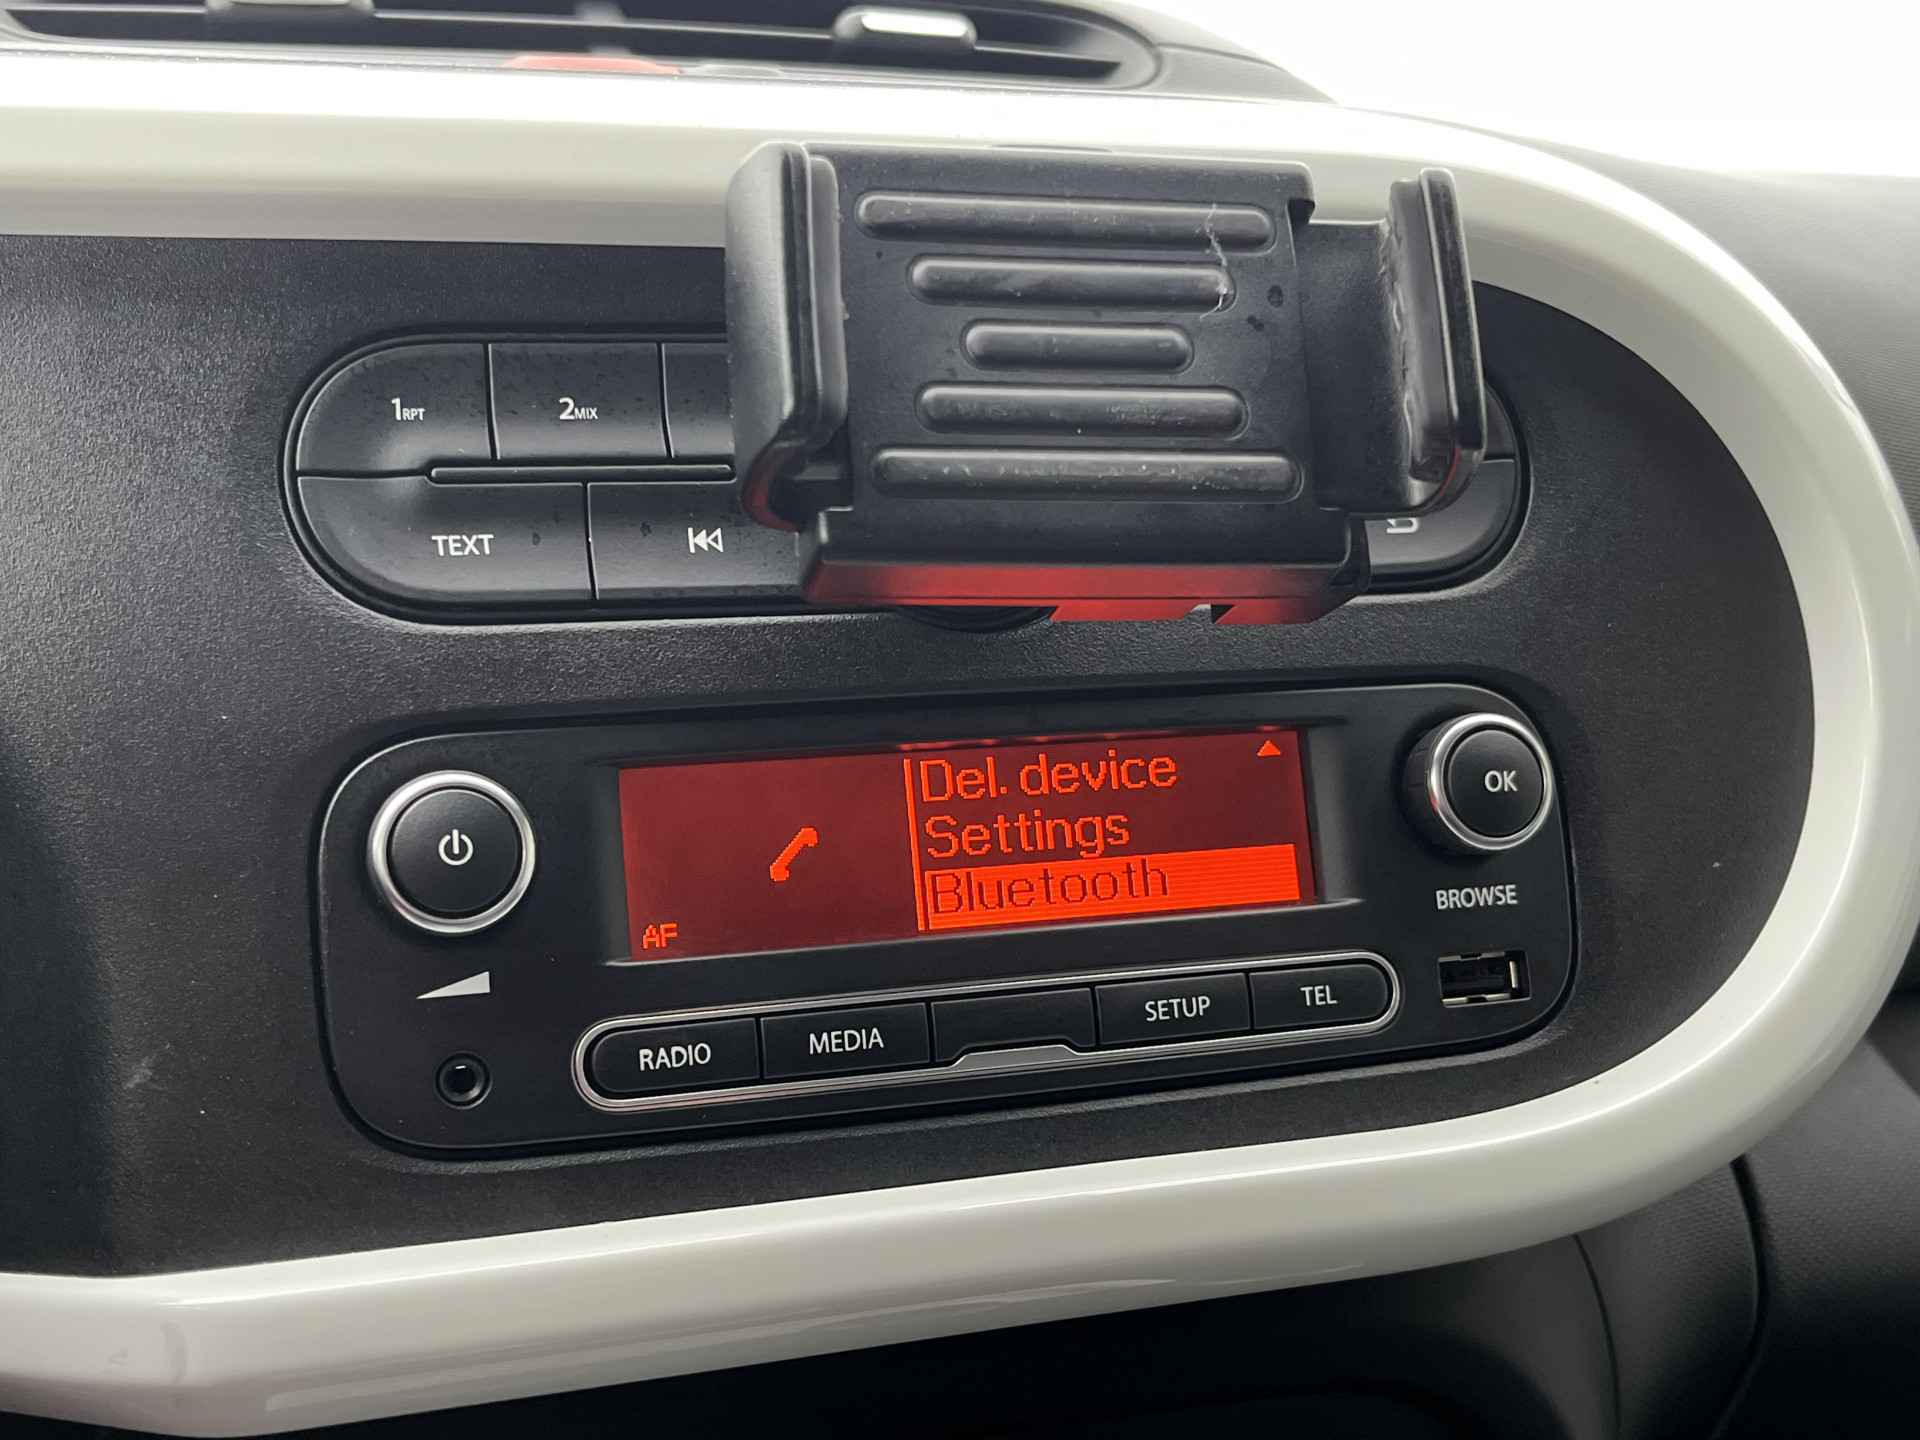 1RPT 2MIX
TEXT
Del. device
Settings
Bluetooth
AF
OK
BROWSE
RADIO MEDIA SETUP TEL